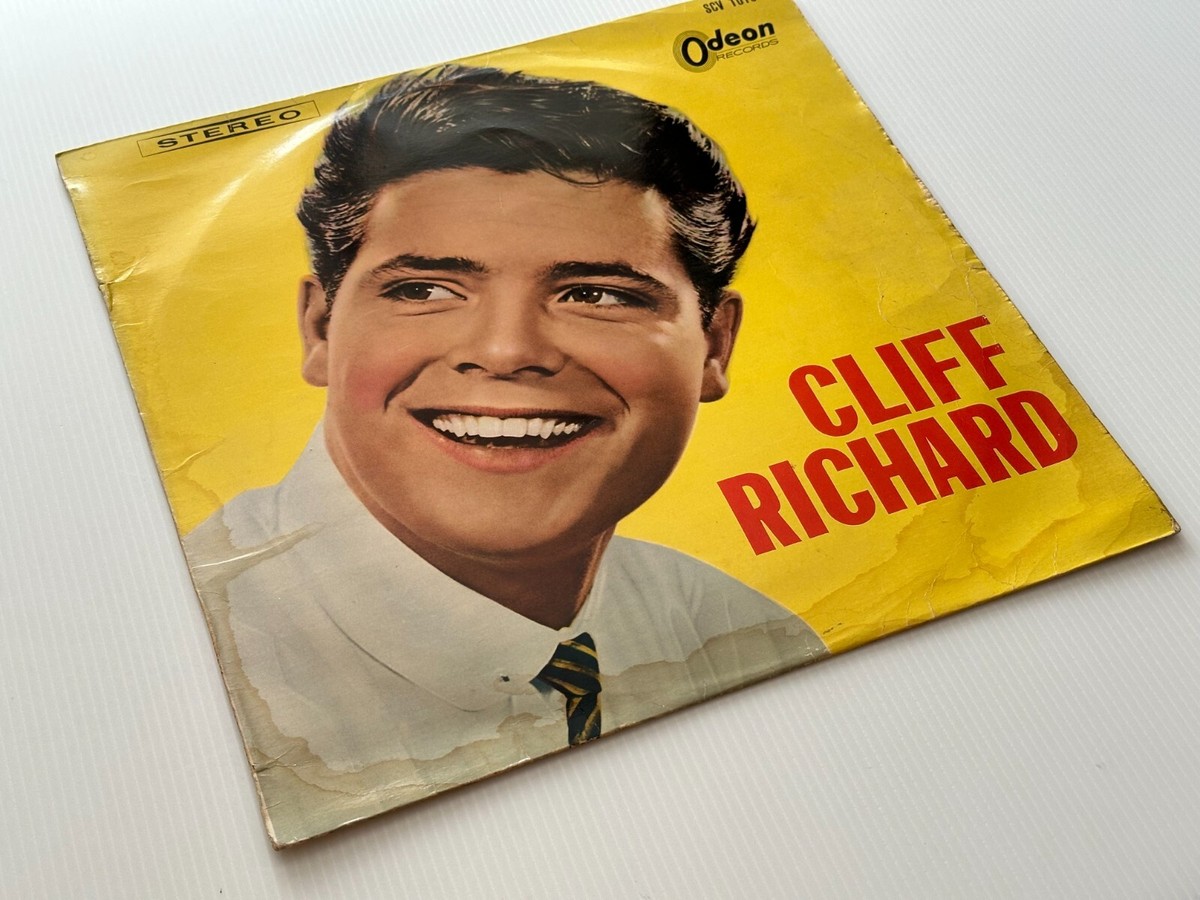 SCV
Odeon
RECORDS
STEREO
CLIFF
RICHARD